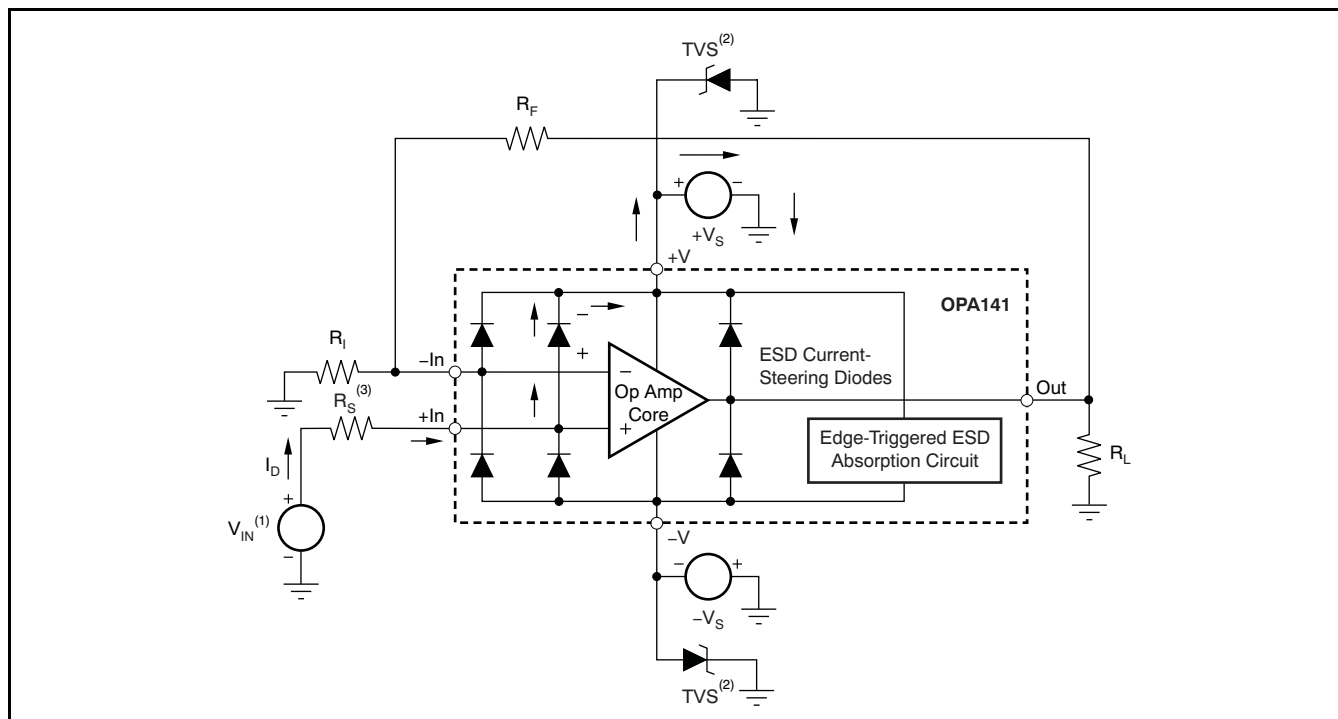 TVS(2)
RF
+ −
+VS
+V
OPA141
−
+
RI
−In
−
ESD Current-
Steering Diodes
Op Amp
Core
Out
(3)
RS
+In
+
Edge-Triggered ESD
Absorption Circuit
RL
ID
+
VIN(1)
−
−V
− +
−VS
TVS(2)